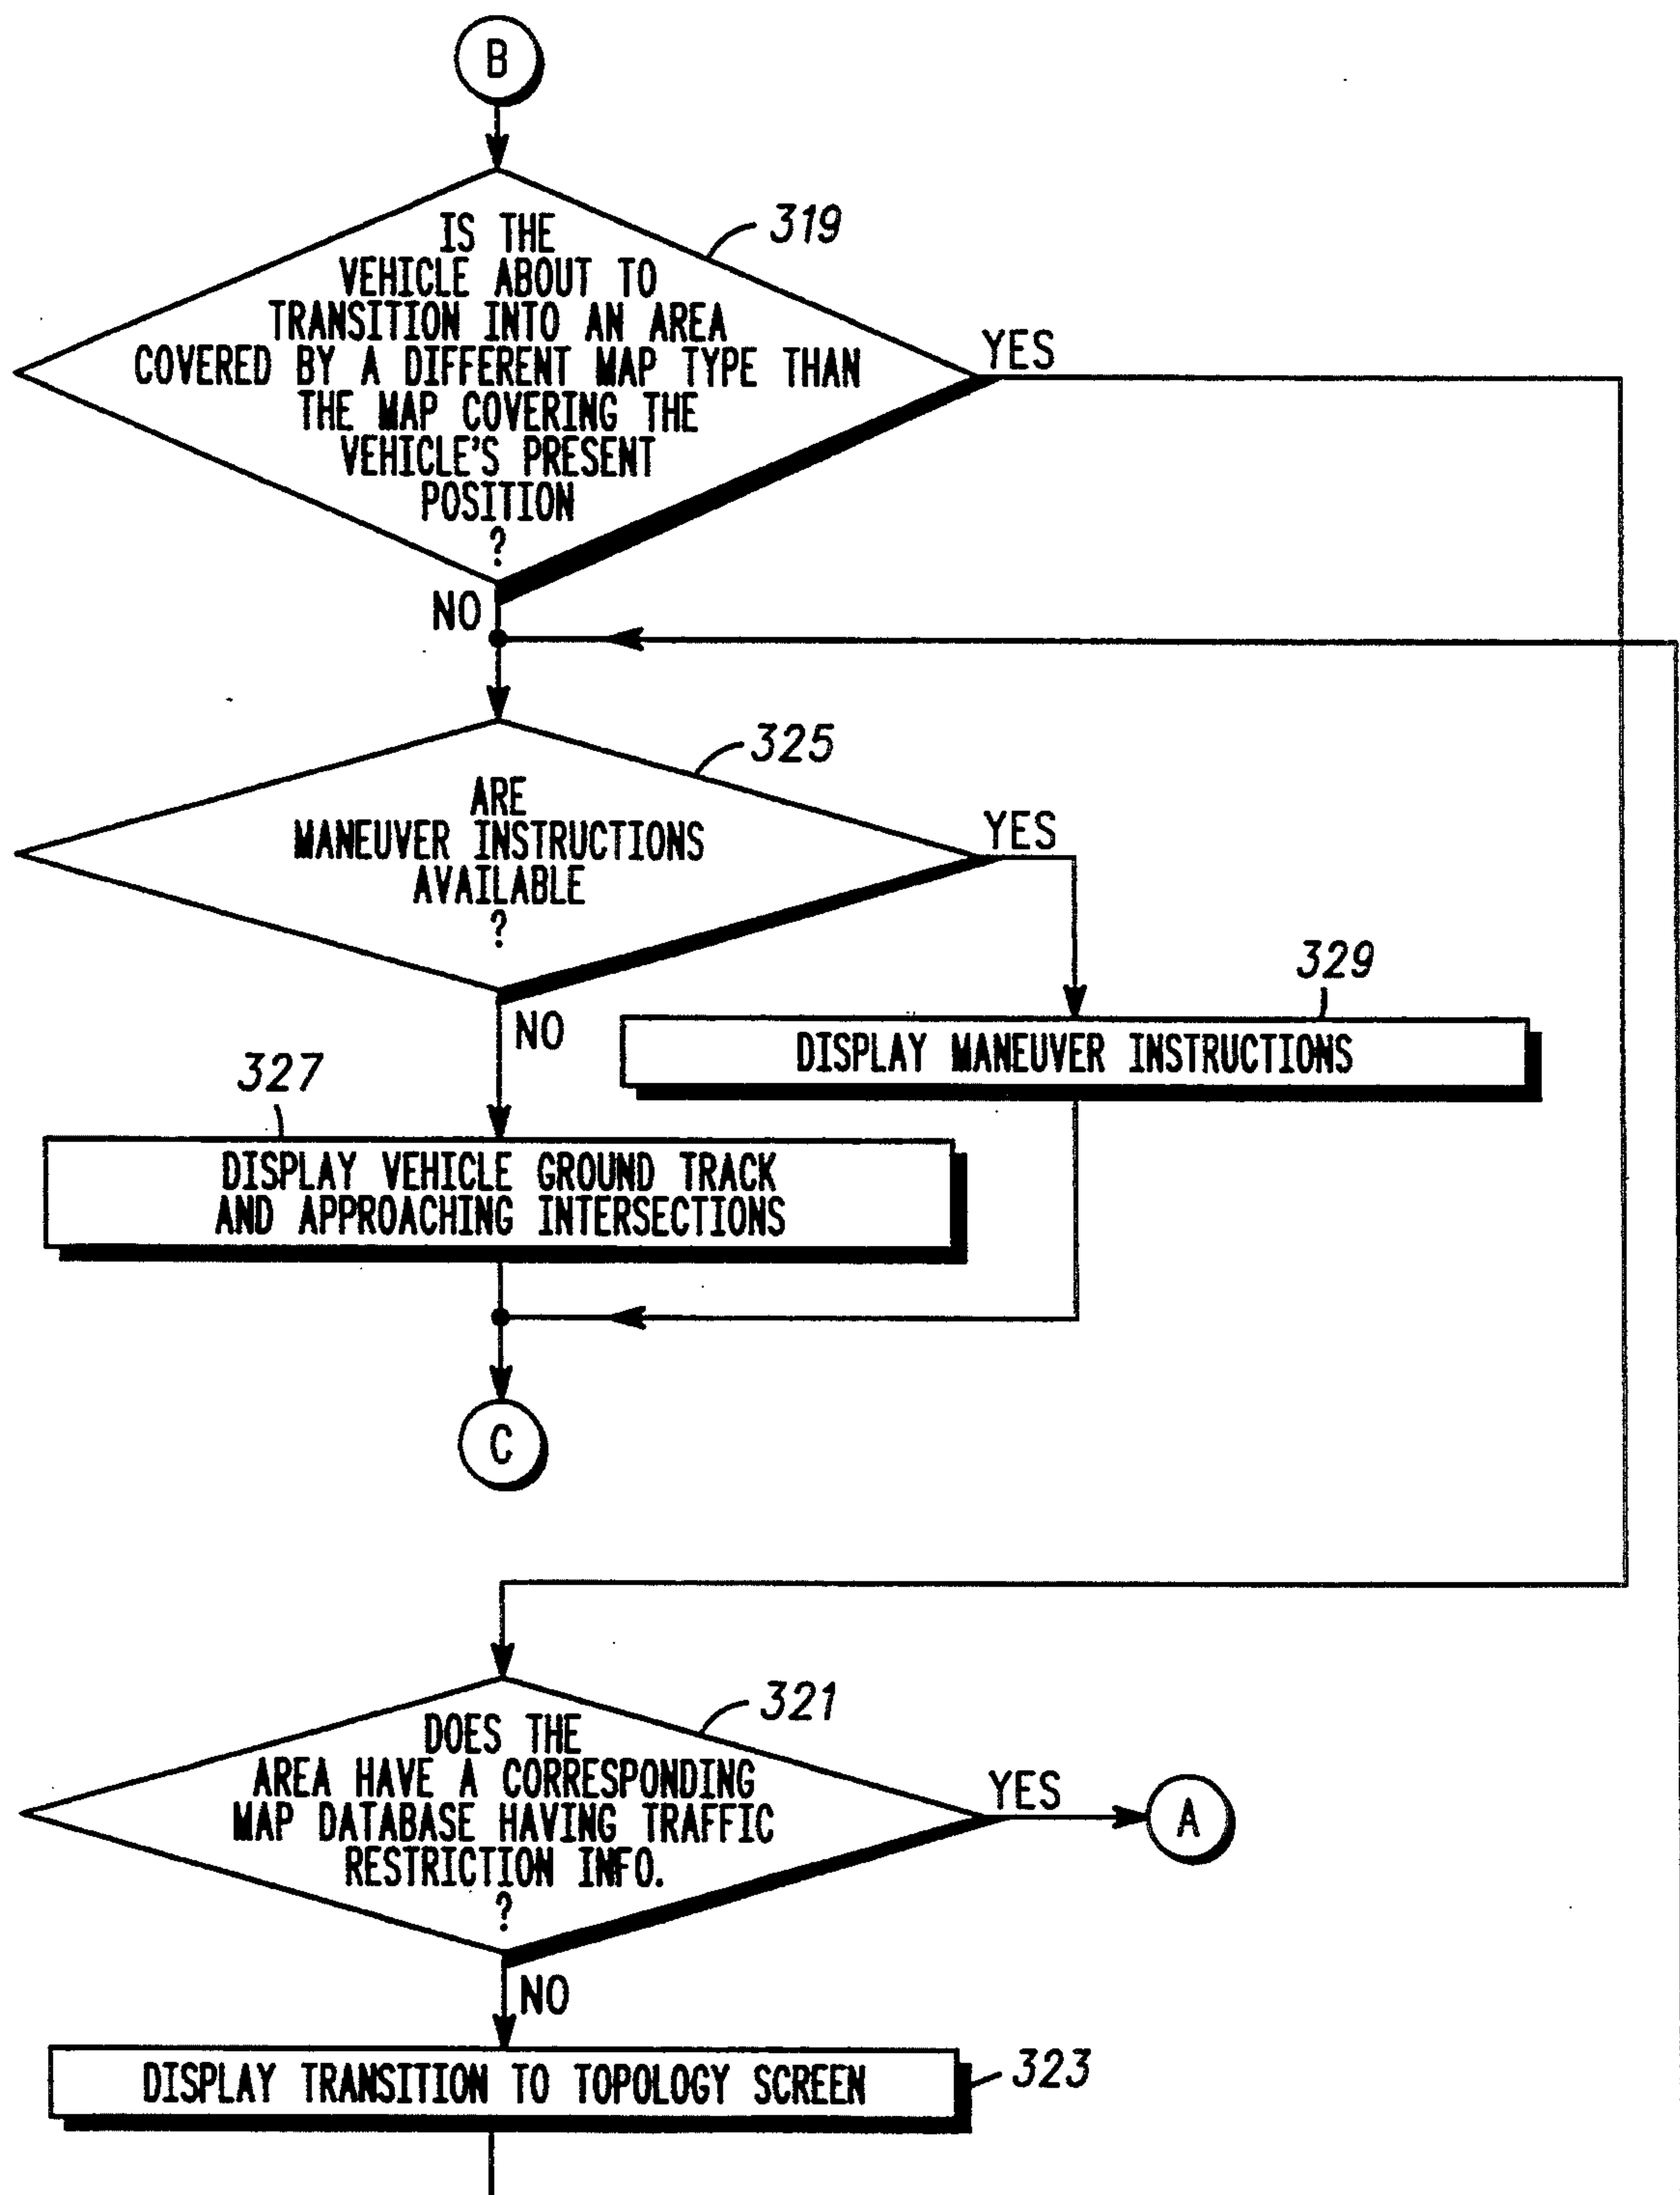 B
319
IS THE
VEHICLE ABOUT TO
TRANSITION INTO AN AREA
COVERED BY A DIFFERENT MAP TYPE THAN
THE MAP COVERING THE
VEHICLE'S PRESENT
POSITION
?
YES
NO
325
ARE
MANEUVER INSTRUCTIONS
AVAILABLE
?
YES
NO
329
DISPLAY MANEUVER INSTRUCTIONS
327
DISPLAY VEHICLE GROUND TRACK
AND APPROACHING INTERSECTIONS
C
321
DOES THE
AREA HAVE A CORRESPONDING
MAP DATABASE HAVING TRAFFIC
RESTRICTION INFO.
?
YES
A
NO
DISPLAY TRANSITION TO TOPOLOGY SCREEN
323